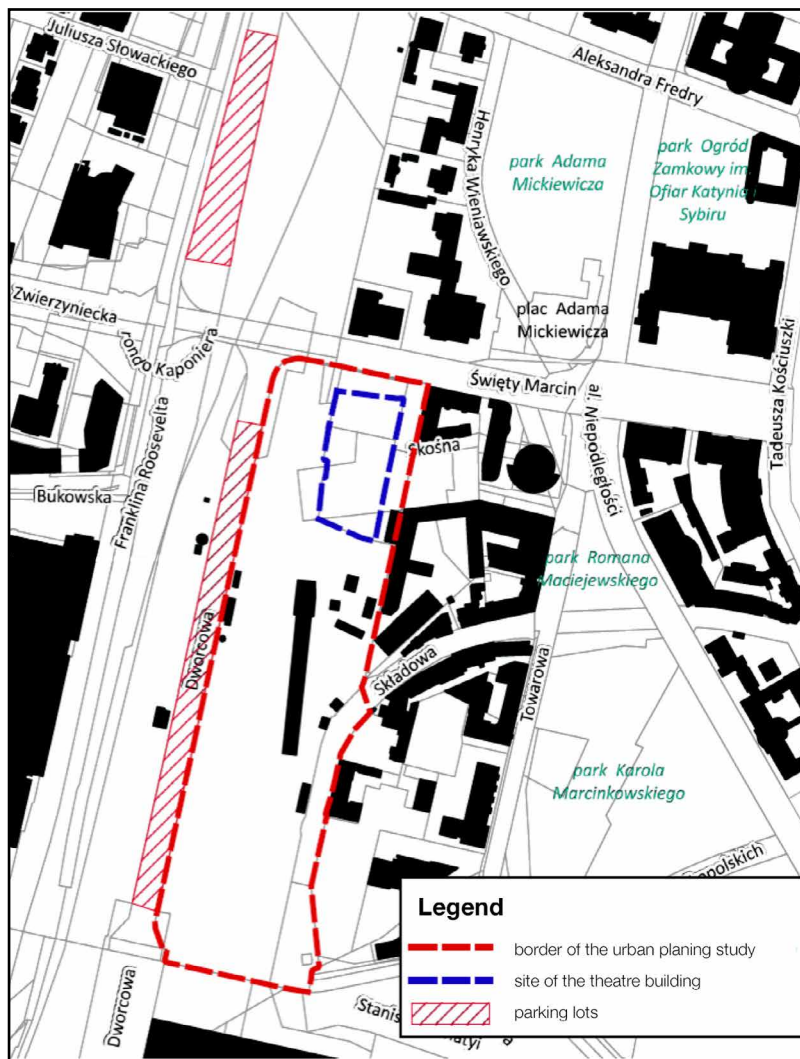 Juliusza Słowackiego
Aleksandra Fredry
Henryka Wieniawskiego
park Adama
Mickiewicza
park Ogród
Zamkowy im.
Ofiar Katynia i
Sybiru
Zwierzyniecka
rondo Kaponiera
plac Adama
Mickiewicza
Tadeusza Kościuszki
Święty Marcin
al. Niepodległości
Skośna
Franklina Roosevelta
Bukowska
park Romana
Maciejewskiego
Dworcowa
Składowa
Towarowa
park Karola
Marcinkowskiego
Legend
border of the urban planing study
site of the theatre building
parking lots
Dworcowa